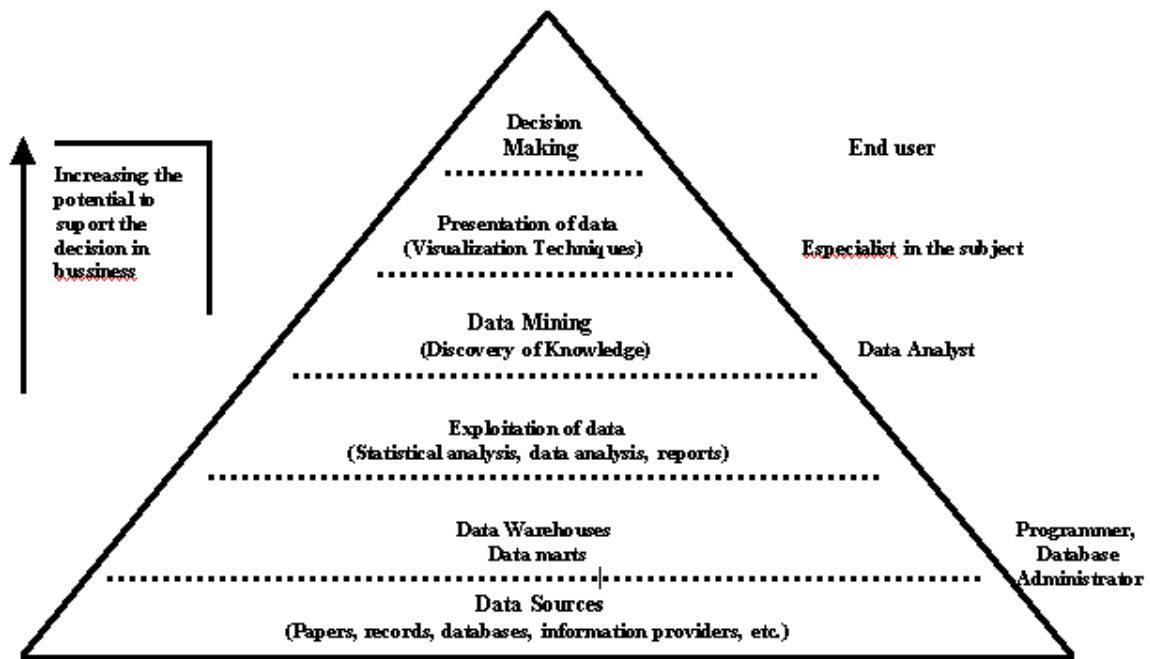 Decision
Making
End user
Increasing the
potential to
suport the
decision in
bussiness
Presentation of data
(Visualization Techniques)
Especialist in the subject
Data Mining
(Discovery of Knowledge)
Data Analyst
Exploitation of data
(Statistical analysis, data analysis, reports)
Data Warehouses
Data marts
Programmer,
Database
Administrator
Data Sources
(Papers, records, databases, information providers, etc.)